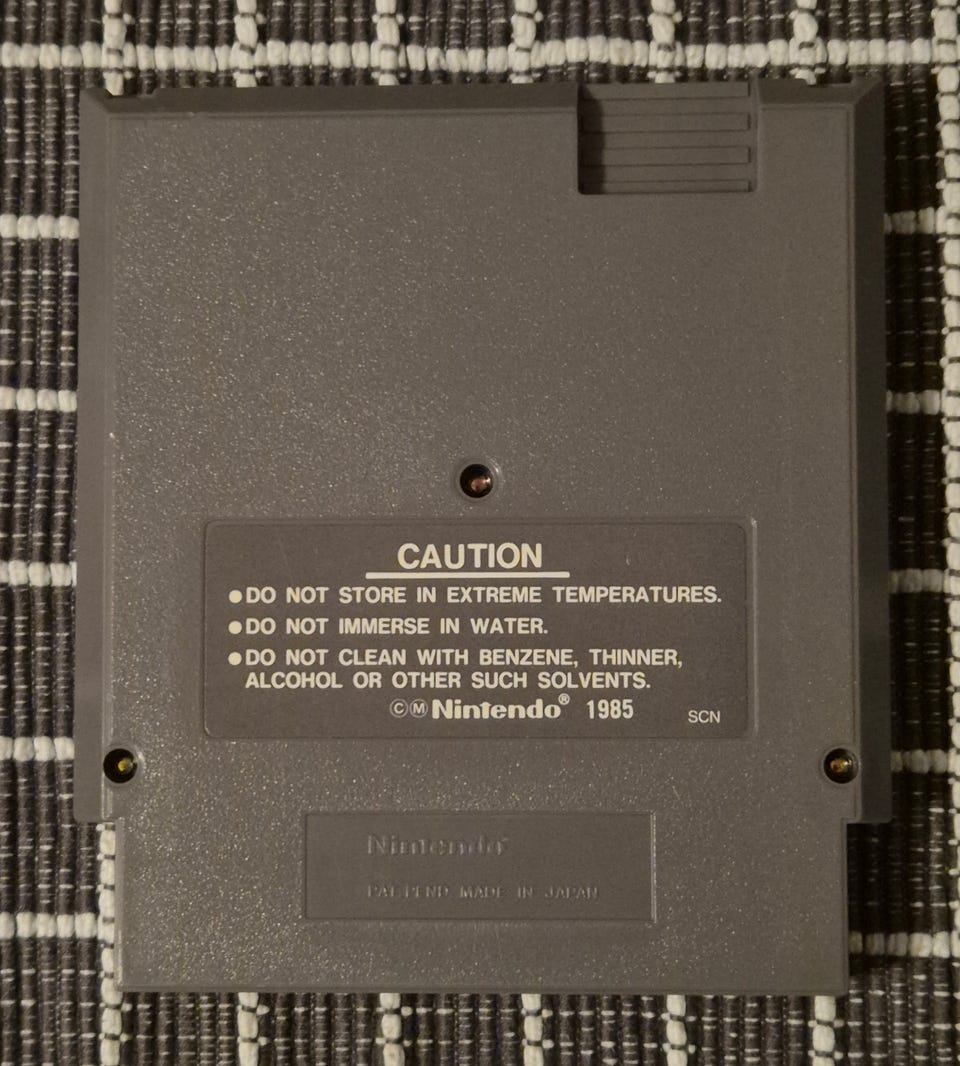 CAUTION
●DO NOT STORE IN EXTREME TEMPERATURES.
●DO NOT IMMERSE IN WATER.
●DO NOT CLEAN WITH BENZENE, THINNER,
ALCOHOL OR OTHER SUCH SOLVENTS.
©Ⓜ Nintendo® 1985
SCN
Nintendo®
PAT. PEND. MADE IN JAPAN